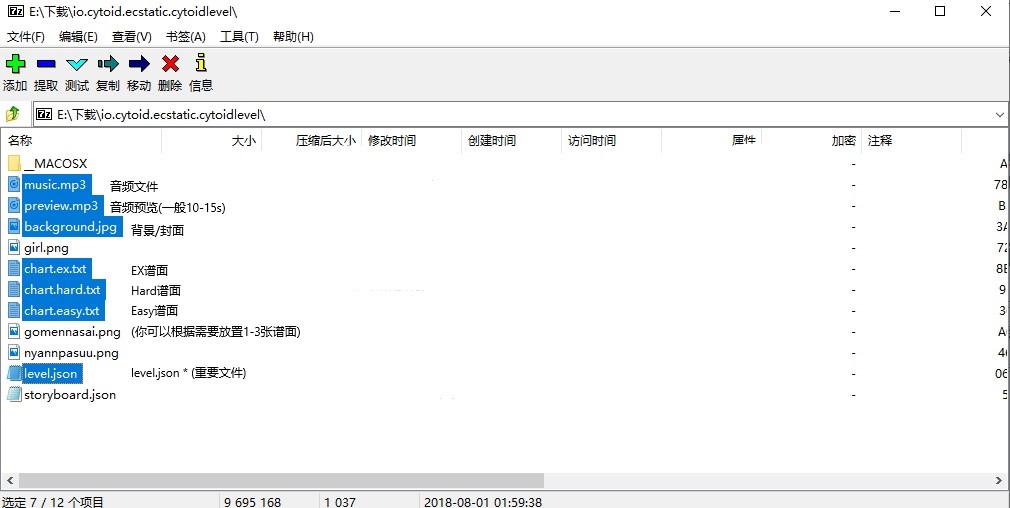 E:\下载\io.cytoid.ecstatic.cytoidlevel\
文件(F) 编辑(E) 查看(V) 书签(A) 工具(T) 帮助(H)
添加 提取 测试 复制 移动 删除 信息
E:\下载\io.cytoid.ecstatic.cytoidlevel\
名称 大小 压缩后大小 修改时间 创建时间 访问时间 属性 加密 注释
__MACOSX - A
music.mp3 音频文件 - 78
preview.mp3 音频预览(一般10-15s) - B
background.jpg 背景/封面 - 3A
girl.png - 72
chart.ex.txt EX谱面 - 8E
chart.hard.txt Hard谱面 - 9
chart.easy.txt Easy谱面 - 3
gomennasai.png (你可以根据需要放置1-3张谱面) - A
nyannpasuu.png - 4
level.json level.json * (重要文件) - 06
storyboard.json - 5
选定 7 / 12 个项目 9 695 168 1 037 2018-08-01 01:59:38